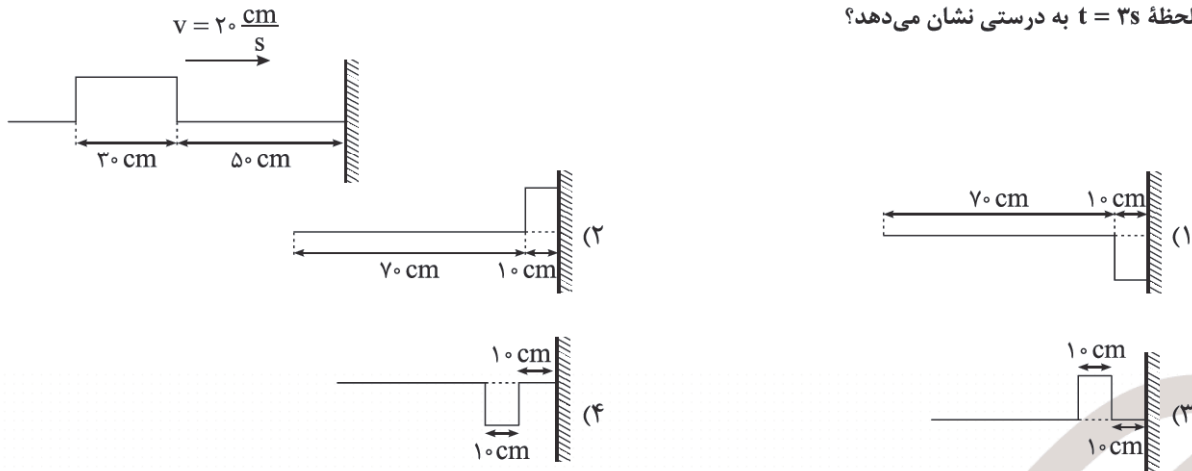 لحظهٔ t = ۳s به درستی نشان می‌دهد؟
v = ۲۰ cm/s
۳۰ cm
۵۰ cm
۷۰ cm
۱۰ cm
۱)
۷۰ cm
۱۰ cm
۲)
۱۰ cm
۱۰ cm
۳)
۱۰ cm
۱۰ cm
۴)